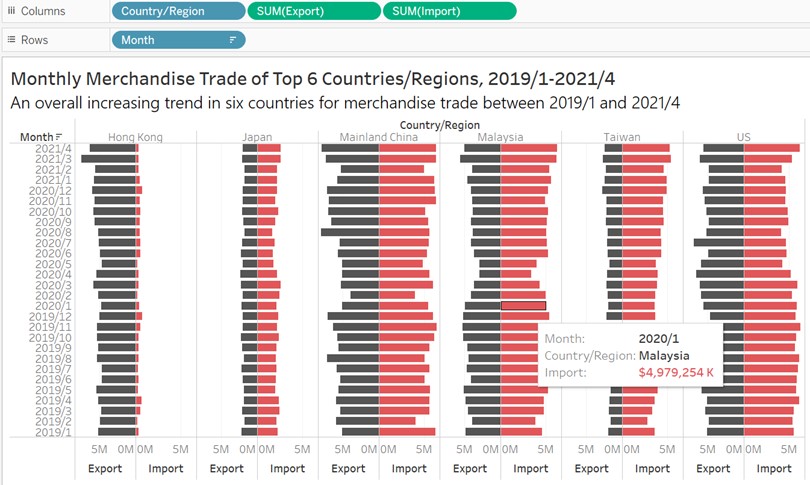 Columns Country/Region SUM(Export) SUM(Import)
Rows Month
Monthly Merchandise Trade of Top 6 Countries/Regions, 2019/1-2021/4
An overall increasing trend in six countries for merchandise trade between 2019/1 and 2021/4
Country/Region
Month Hong Kong Japan Mainland China Malaysia Taiwan US
2021/4
2021/3
2021/2
2021/1
2020/12
2020/11
2020/10
2020/9
2020/8
2020/7
2020/6
2020/5
2020/4
2020/3
2020/2
2020/1
2019/12
2019/11
2019/10
2019/9
2019/8
2019/7
2019/6
2019/5
2019/4
2019/3
2019/2
2019/1
Month: 2020/1
Country/Region: Malaysia
Import: $4,979,254 K
5M 0M 0M 5M 5M 0M 0M 5M 5M 0M 0M 5M 5M 0M 0M 5M 5M 0M 0M 5M 5M 0M 0M 5M
Export Import Export Import Export Import Export Import Export Import Export Import